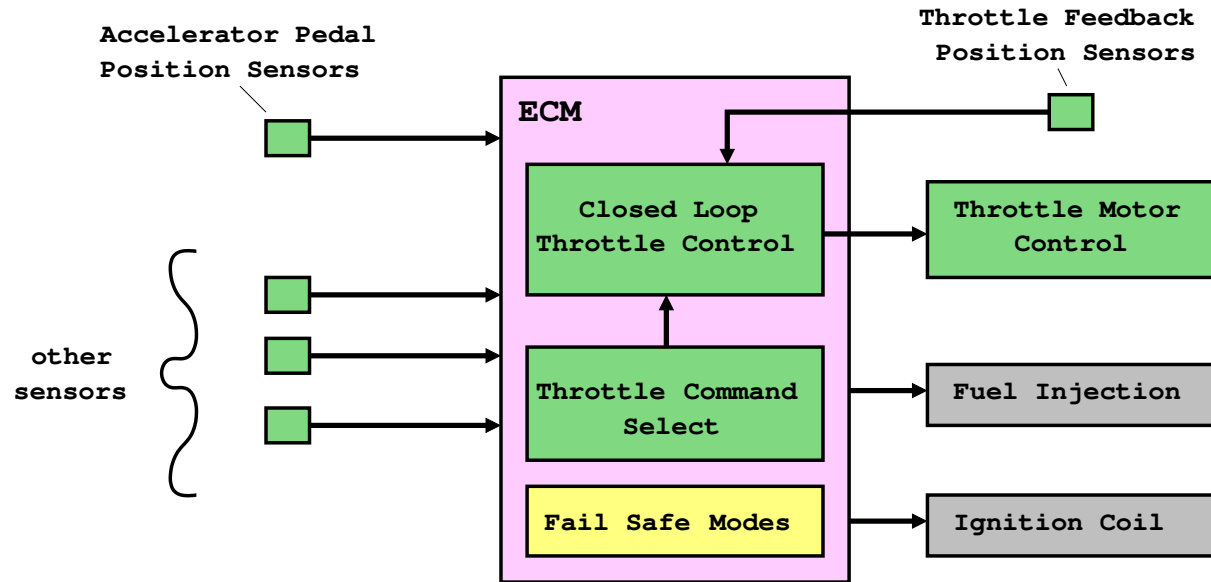 Accelerator Pedal
Position Sensors
Throttle Feedback
Position Sensors
ECM
Closed Loop
Throttle Control
Throttle Motor
Control
other
sensors
Throttle Command
Select
Fuel Injection
Fail Safe Modes
Ignition Coil